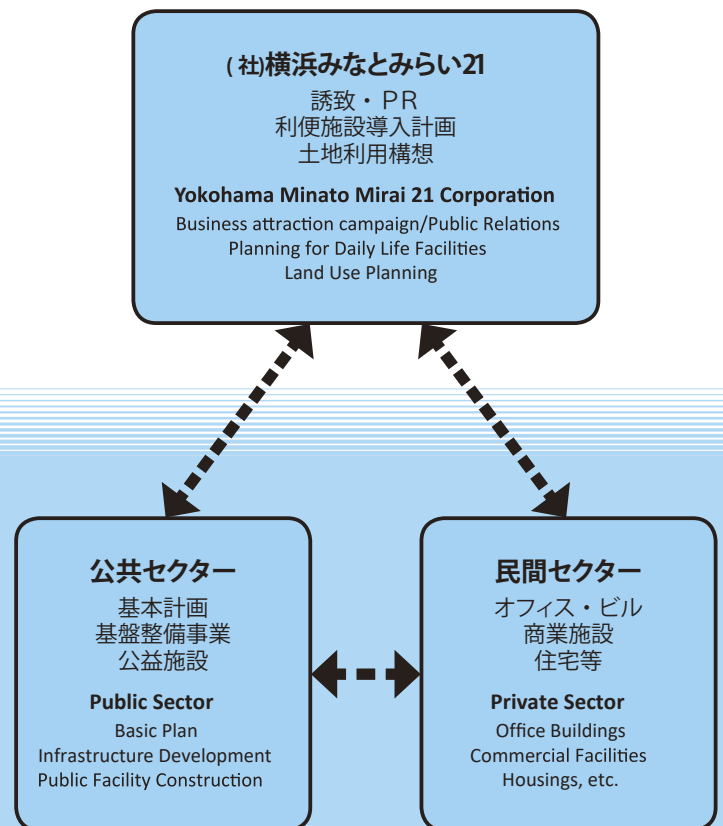 (社)横浜みなとみらい21
誘致・ＰＲ
利便施設導入計画
土地利用構想
Yokohama Minato Mirai 21 Corporation
Business attraction campaign/Public Relations
Planning for Daily Life Facilities
Land Use Planning
公共セクター
基本計画
基盤整備事業
公益施設
Public Sector
Basic Plan
Infrastructure Development
Public Facility Construction
民間セクター
オフィス・ビル
商業施設
住宅等
Private Sector
Office Buildings
Commercial Facilities
Housings, etc.